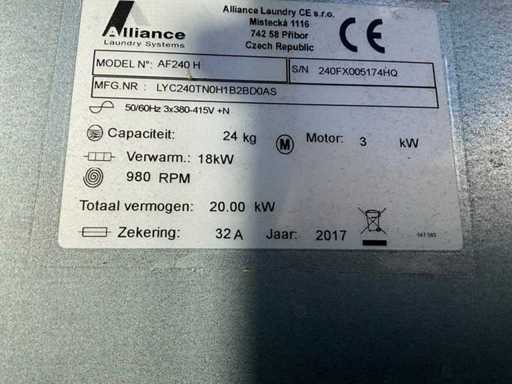 Alliance
Laundry Systems
Alliance Laundry CE s.r.o.
Místecká 1116
742 58 Příbor
Czech Republic
CE
MODEL N°: AF240 H
S/N 240FX005174HQ
MFG.NR : LYC240TN0H1B2BD0AS
50/60Hz 3x380-415V +N
Capaciteit: 24 kg
M Motor: 3 kW
Verwarm.: 18kW
980 RPM
Totaal vermogen: 20.00 kW
Zekering: 32A Jaar: 2017